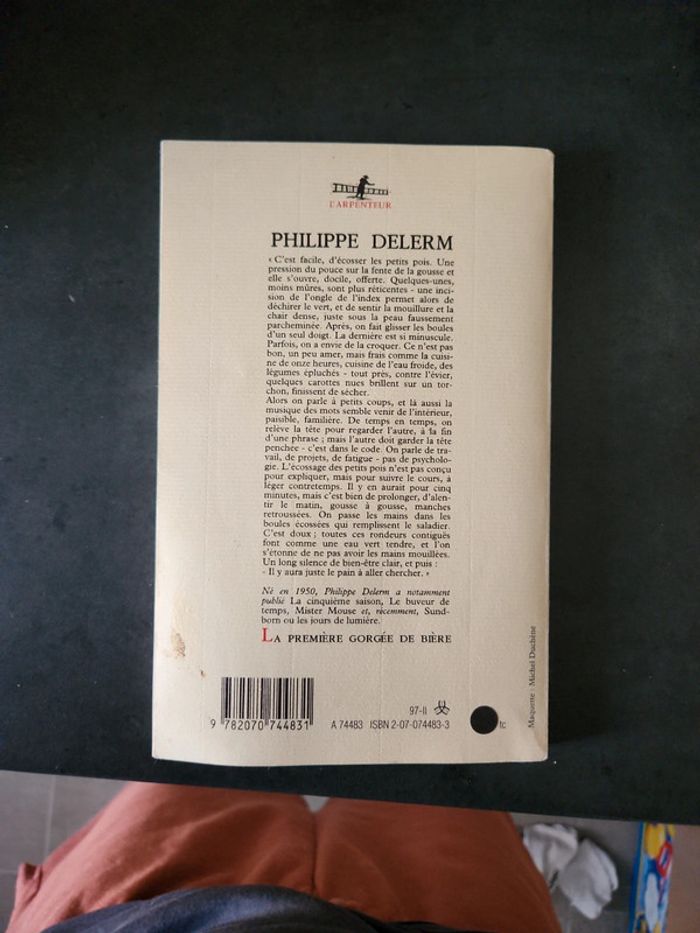 L'ARPENTEUR
PHILIPPE DELERM
« C'est facile, d'écosser les petits pois. Une
pression du pouce sur la fente de la gousse et
elle s'ouvre, docile, offerte. Quelques-unes,
moins mûres, sont plus réticentes - une inci-
sion de l'ongle de l'index permet alors de
déchirer le vert, et de sentir la mouillure et la
chair dense, juste sous la peau faussement
parcheminée. Après, on fait glisser les boules
d'un seul doigt. La dernière est si minuscule.
Parfois, on a envie de la croquer. Ce n'est pas
bon, un peu amer, mais frais comme la cuisi-
ne de onze heures, cuisine de l'eau froide, des
légumes épluchés - tout près, contre l'évier,
quelques carottes nues brillent sur un tor-
chon, finissent de sécher.
Alors on parle à petits coups, et là aussi la
musique des mots semble venir de l'intérieur,
paisible, familière. De temps en temps, on
relève la tête pour regarder l'autre, à la fin
d'une phrase ; mais l'autre doit garder la tête
penchée - c'est dans le code. On parle de tra-
vail, de projets, de fatigue - pas de psycholo-
gie. L'écossage des petits pois n'est pas conçu
pour expliquer, mais pour suivre le cours, à
léger contretemps. Il y en aurait pour cinq
minutes, mais c'est bien de prolonger, d'alen-
tir le matin, gousse à gousse, manches
retroussées. On passe les mains dans les
boules écossées qui remplissent le saladier.
C'est doux ; toutes ces rondeurs contiguës
font comme une eau vert tendre, et l'on
s'étonne de ne pas avoir les mains mouillées.
Un long silence de bien-être clair, et puis :
- Il y aura juste le pain à aller chercher. »
Né en 1950, Philippe Delerm a notamment
publié La cinquième saison, Le buveur de
temps, Mister Mouse et, récemment, Sund-
born ou les jours de lumière.
LA PREMIÈRE GORGÉE DE BIÈRE
Maquette : Michel Duchêne
97-II
9 782070 744831
A 74483 ISBN 2-07-074483-3
tc